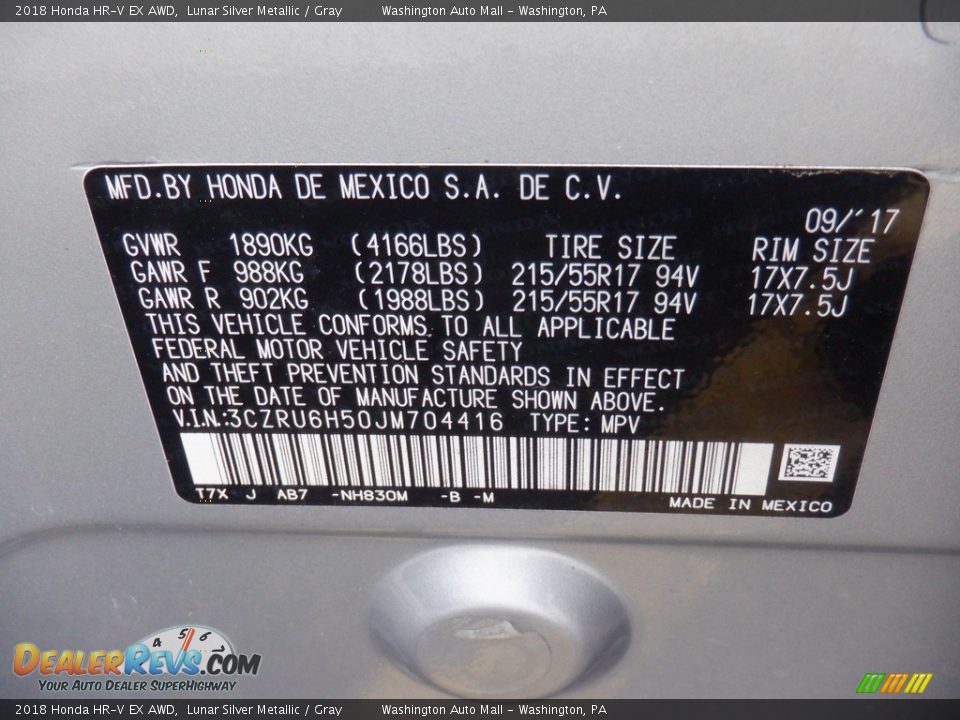 2018 Honda HR-V EX AWD, Lunar Silver Metallic / Gray Washington Auto Mall - Washington, PA
MFD.BY HONDA DE MEXICO S.A. DE C.V.
09/'17
GVWR 1890KG (4166LBS) TIRE SIZE RIM SIZE
GAWR F 988KG (2178LBS) 215/55R17 94V 17X7.5J
GAWR R 902KG (1988LBS) 215/55R17 94V 17X7.5J
THIS VEHICLE CONFORMS TO ALL APPLICABLE
FEDERAL MOTOR VEHICLE SAFETY
AND THEFT PREVENTION STANDARDS IN EFFECT
ON THE DATE OF MANUFACTURE SHOWN ABOVE.
V.I.N.:3CZRU6H50JM704416 TYPE: MPV
T7X J AB7 -NH830M -B -M
MADE IN MEXICO
4 5 6 7
DEALERREVS.COM
YOUR AUTO DEALER SUPERHIGHWAY
2018 Honda HR-V EX AWD, Lunar Silver Metallic / Gray Washington Auto Mall - Washington, PA